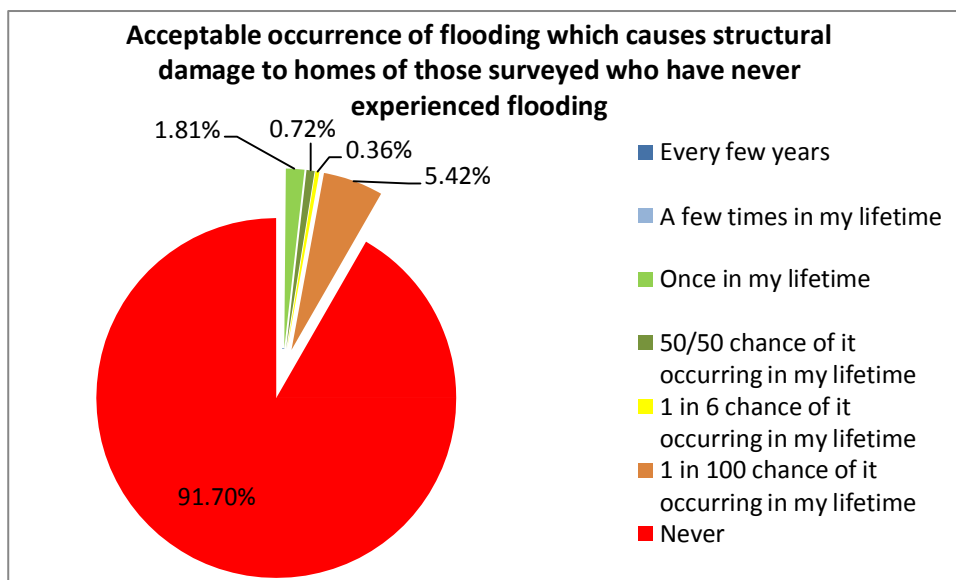 Acceptable occurrence of flooding which causes structural
damage to homes of those surveyed who have never
experienced flooding
1.81%
0.72%
0.36%
5.42%
91.70%
Every few years
A few times in my lifetime
Once in my lifetime
50/50 chance of it
occurring in my lifetime
1 in 6 chance of it
occurring in my lifetime
1 in 100 chance of it
occurring in my lifetime
Never